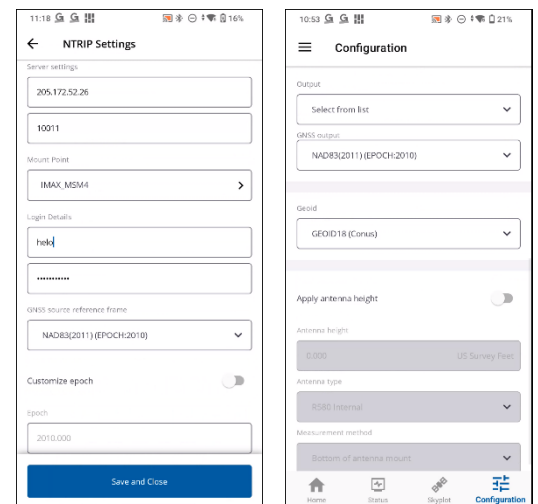 11:18 16%
NTRIP Settings
Server settings
205.172.52.26
10011
Mount Point
IMAX_MSM4
Login Details
helo
•••••••••••
GNSS source reference frame
NAD83(2011) (EPOCH:2010)
Customize epoch
Epoch
2010.000
Save and Close
10:53 21%
Configuration
Output
Select from list
GNSS output
NAD83(2011) (EPOCH:2010)
Geoid
GEOID18 (Conus)
Apply antenna height
Antenna height
0.000 US Survey Feet
Antenna type
RS80 Internal
Measurement method
Bottom of antenna mount
Home Status Skyplot Configuration